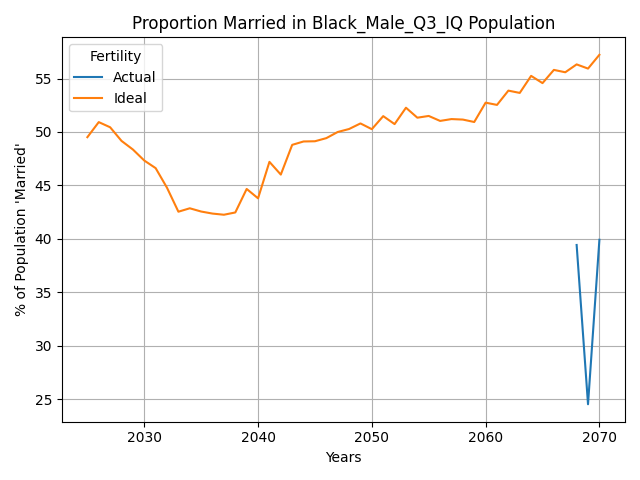 Proportion Married in Black_Male_Q3_IQ Population
Fertility
Actual
Ideal
% of Population 'Married'
55
50
45
40
35
30
25
2030 2040 2050 2060 2070
Years